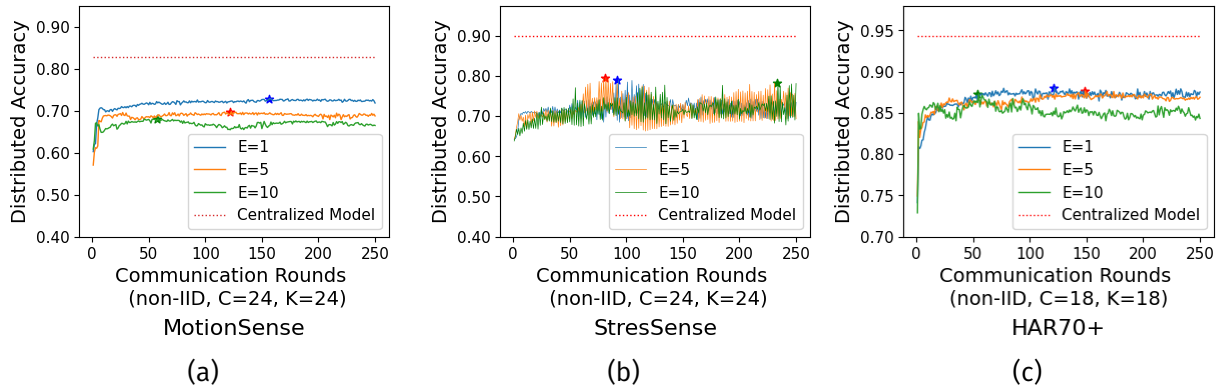 0.95
0.90
0.90
0.90
0.80
0.80
0.85
0.70
0.70
0.60
0.60
0.80
0.50
0.50
0.75
0.40
0.40
0.70
Distributed Accuracy
Distributed Accuracy
Distributed Accuracy
E=1
E=5
E=10
Centralized Model
E=1
E=5
E=10
Centralized Model
E=1
E=5
E=10
Centralized Model
0 50 100 150 200 250
0 50 100 150 200 250
0 50 100 150 200 250
Communication Rounds
(non-IID, C=24, K=24)
MotionSense
(a)
Communication Rounds
(non-IID, C=24, K=24)
StresSense
(b)
Communication Rounds
(non-IID, C=18, K=18)
HAR70+
(c)